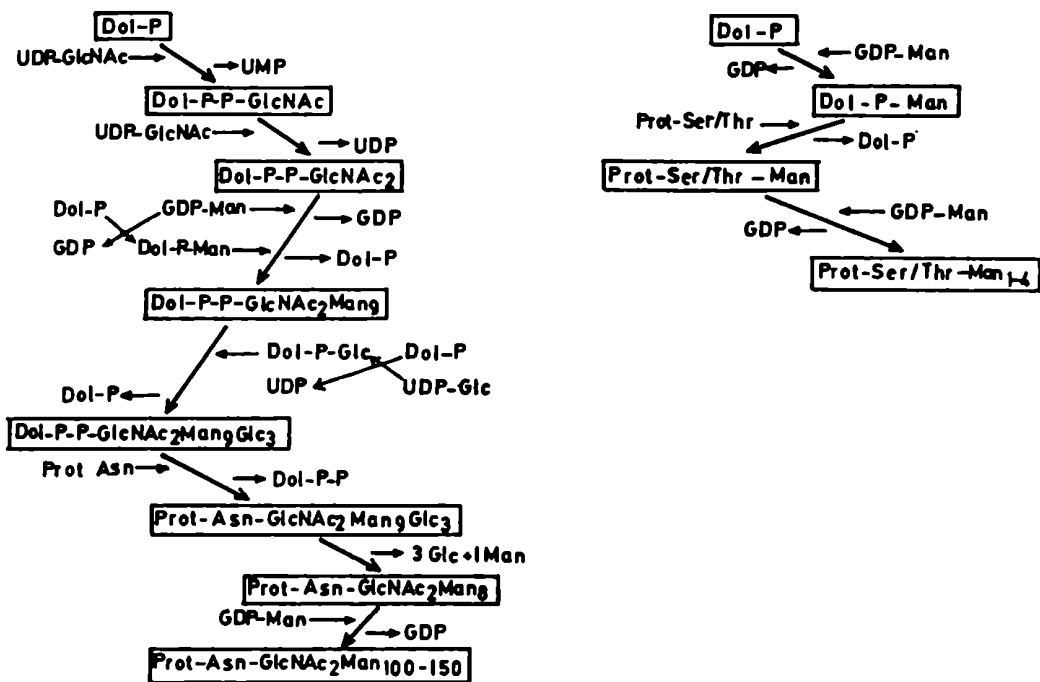 Dol-P
UDP-GlcNAc
UMP
Dol-P-P-GlcNAc
UDP-GlcNAc
UDP
Dol-P-P-GlcNAc2
Dol-P
GDP-Man
GDP
GDP
Dol-P-Man
Dol-P
Dol-P-P-GlcNAc2Man9
Dol-P-Glc
Dol-P
UDP
UDP-Glc
Dol-P
Dol-P-P-GlcNAc2Man9Glc3
Prot Asn
Dol-P-P
Prot-Asn-GlcNAc2Man9Glc3
3 Glc+1Man
Prot-Asn-GlcNAc2Man8
GDP-Man
GDP
Prot-Asn-GlcNAc2Man100-150
Dol-P
GDP-Man
GDP
Dol-P-Man
Prot-Ser/Thr
Dol-P
Prot-Ser/Thr-Man
GDP-Man
GDP
Prot-Ser/Thr-Man1-4